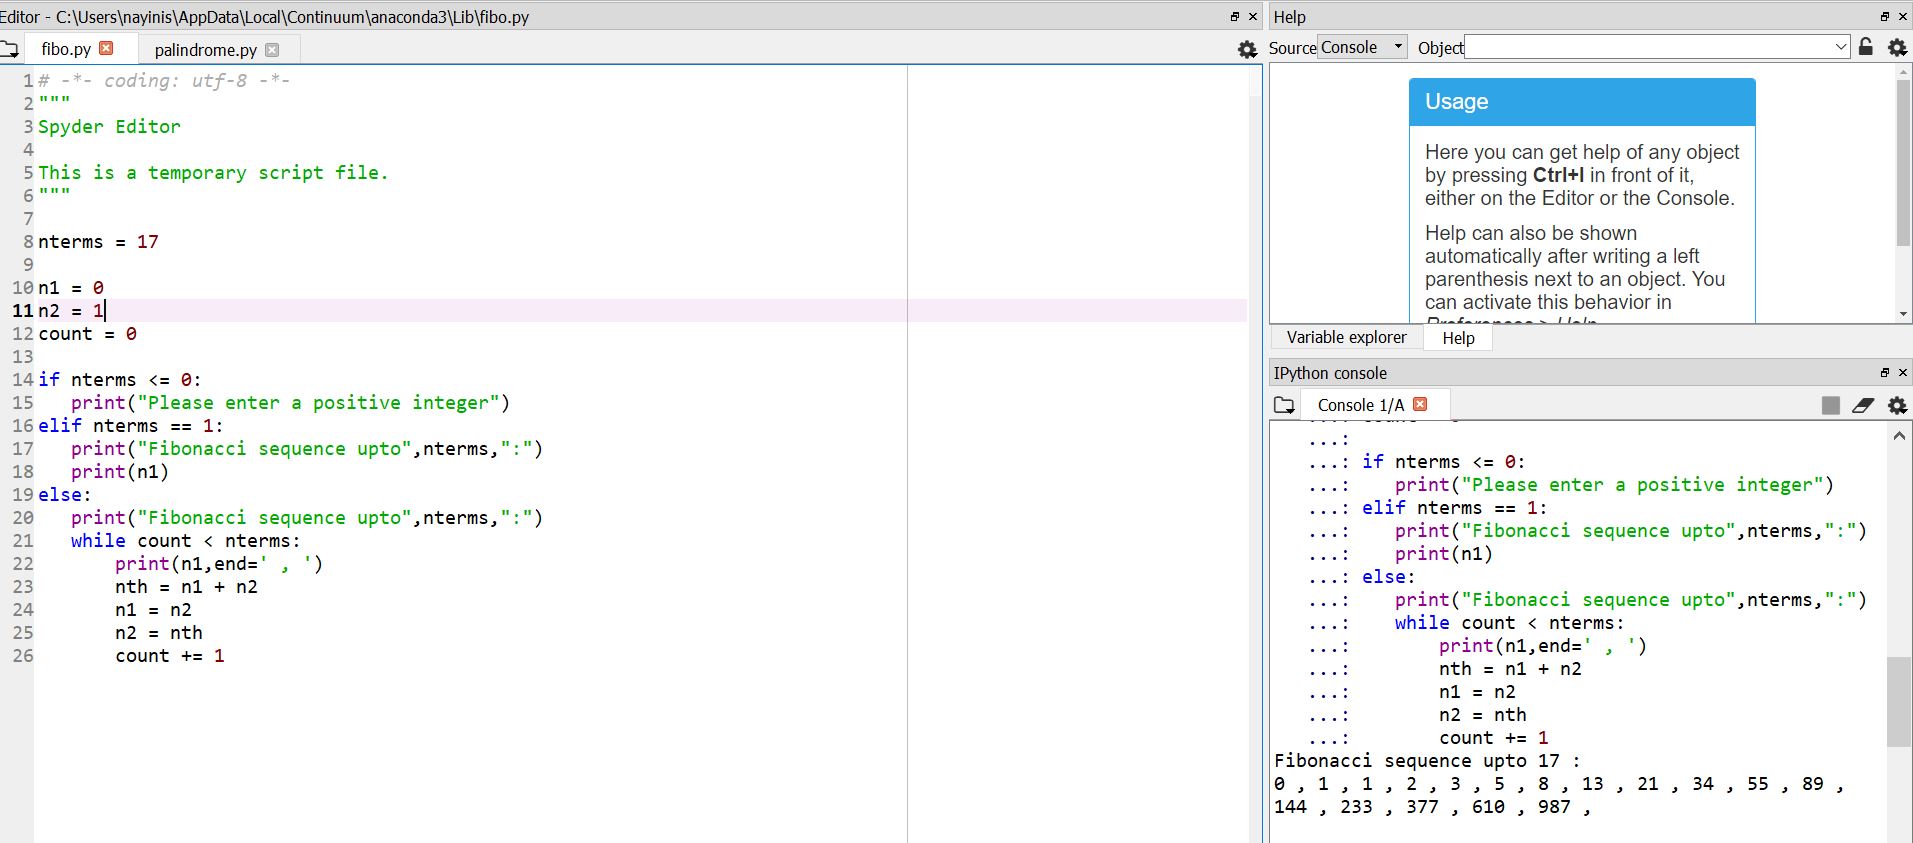 Editor - C:\Users\nayinis\AppData\Local\Continuum\anaconda3\Lib\fibo.py
fibo.py palindrome.py
1 # -*- coding: utf-8 -*-
2 """
3 Spyder Editor
4
5 This is a temporary script file.
6 """
7
8 nterms = 17
9
10 n1 = 0
11 n2 = 1
12 count = 0
13
14 if nterms <= 0:
15    print("Please enter a positive integer")
16 elif nterms == 1:
17    print("Fibonacci sequence upto",nterms,":")
18    print(n1)
19 else:
20    print("Fibonacci sequence upto",nterms,":")
21    while count < nterms:
22        print(n1,end=' , ')
23        nth = n1 + n2
24        n1 = n2
25        n2 = nth
26        count += 1
Help
Source Console Object
Usage
Here you can get help of any object
by pressing Ctrl+I in front of it,
either on the Editor or the Console.
Help can also be shown
automatically after writing a left
parenthesis next to an object. You
can activate this behavior in
Preferences > Help
Variable explorer Help
IPython console
Console 1/A
...:
...: if nterms <= 0:
...:    print("Please enter a positive integer")
...: elif nterms == 1:
...:    print("Fibonacci sequence upto",nterms,":")
...:    print(n1)
...: else:
...:    print("Fibonacci sequence upto",nterms,":")
...:    while count < nterms:
...:        print(n1,end=' , ')
...:        nth = n1 + n2
...:        n1 = n2
...:        n2 = nth
...:        count += 1
Fibonacci sequence upto 17 :
0 , 1 , 1 , 2 , 3 , 5 , 8 , 13 , 21 , 34 , 55 , 89 ,
144 , 233 , 377 , 610 , 987 ,